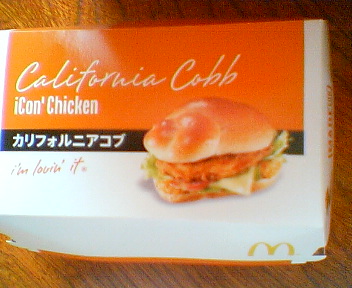 California Cobb
iCon' Chicken
カリフォルニアコブ
i'm lovin' it®